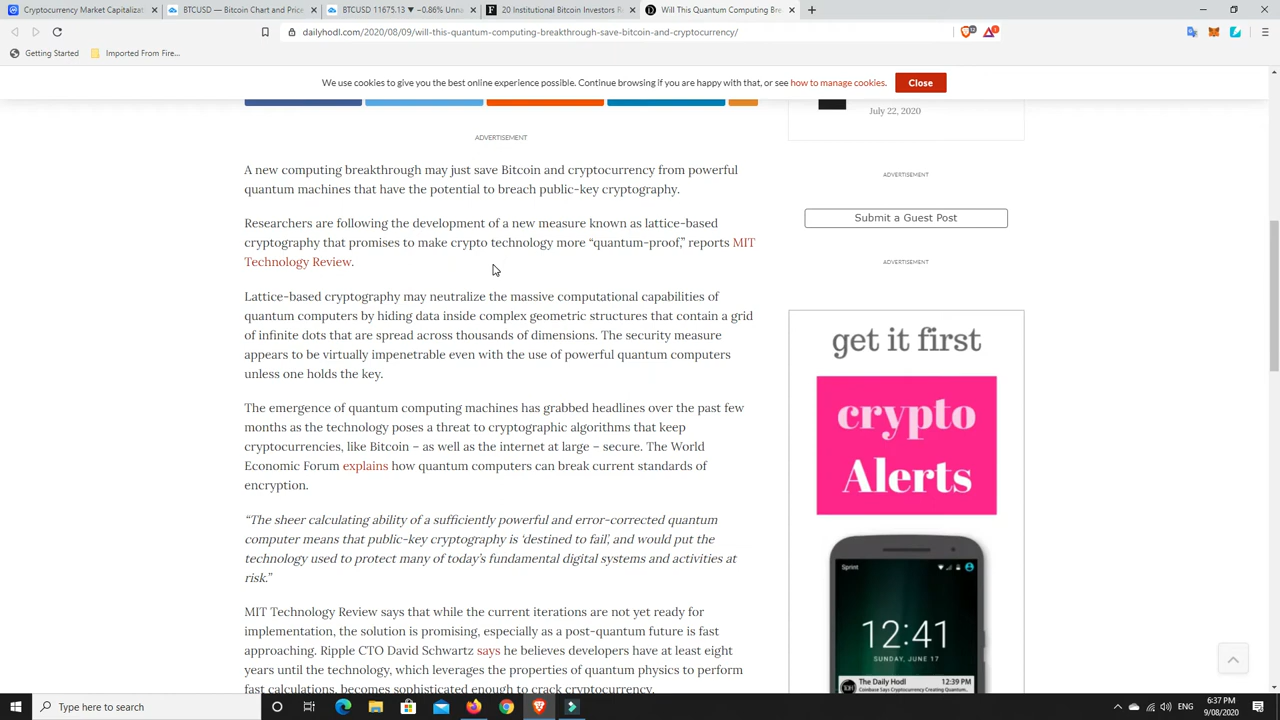 Cryptocurrency Market Capitalizat
BTCUSD — Bitcoin Chart and Price
BTCUSD 11675.13 ▼ −0.86% Unna
20 Institutional Bitcoin Investors R
Will This Quantum Computing Bre
dailyhodl.com/2020/08/09/will-this-quantum-computing-breakthrough-save-bitcoin-and-cryptocurrency/
Getting Started
Imported From Fire...
We use cookies to give you the best online experience possible. Continue browsing if you are happy with that, or see how to manage cookies.
Close
July 22, 2020
ADVERTISEMENT
A new computing breakthrough may just save Bitcoin and cryptocurrency from powerful
quantum machines that have the potential to breach public-key cryptography.
Researchers are following the development of a new measure known as lattice-based
cryptography that promises to make crypto technology more “quantum-proof,” reports MIT
Technology Review.
Lattice-based cryptography may neutralize the massive computational capabilities of
quantum computers by hiding data inside complex geometric structures that contain a grid
of infinite dots that are spread across thousands of dimensions. The security measure
appears to be virtually impenetrable even with the use of powerful quantum computers
unless one holds the key.
The emergence of quantum computing machines has grabbed headlines over the past few
months as the technology poses a threat to cryptographic algorithms that keep
cryptocurrencies, like Bitcoin – as well as the internet at large – secure. The World
Economic Forum explains how quantum computers can break current standards of
encryption.
“The sheer calculating ability of a sufficiently powerful and error-corrected quantum
computer means that public-key cryptography is ‘destined to fail’, and would put the
technology used to protect many of today’s fundamental digital systems and activities at
risk.”
MIT Technology Review says that while the current iterations are not yet ready for
implementation, the solution is promising, especially as a post-quantum future is fast
approaching. Ripple CTO David Schwartz says he believes developers have at least eight
years until the technology, which leverages the properties of quantum physics to perform
fast calculations, becomes sophisticated enough to crack cryptocurrency.
ADVERTISEMENT
Submit a Guest Post
ADVERTISEMENT
get it first
crypto
Alerts
Sprint
12:41
SUNDAY, JUNE 17
The Daily Hodl
12:39 PM
Coinbase Says Cryptocurrency Creating Quantum...
Type here to search
ENG
6:37 PM
9/08/2020